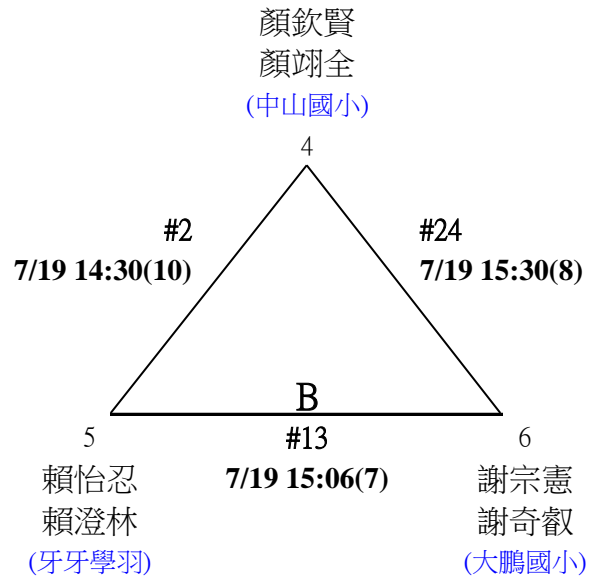 顏欽賢
顏翊全
(中山國小)
4
#2
7/19 14:30(10)
#24
7/19 15:30(8)
B
5
#13
6
賴怡忍
7/19 15:06(7)
謝宗憲
賴澄林
謝奇叡
(牙牙學羽)
(大鵬國小)